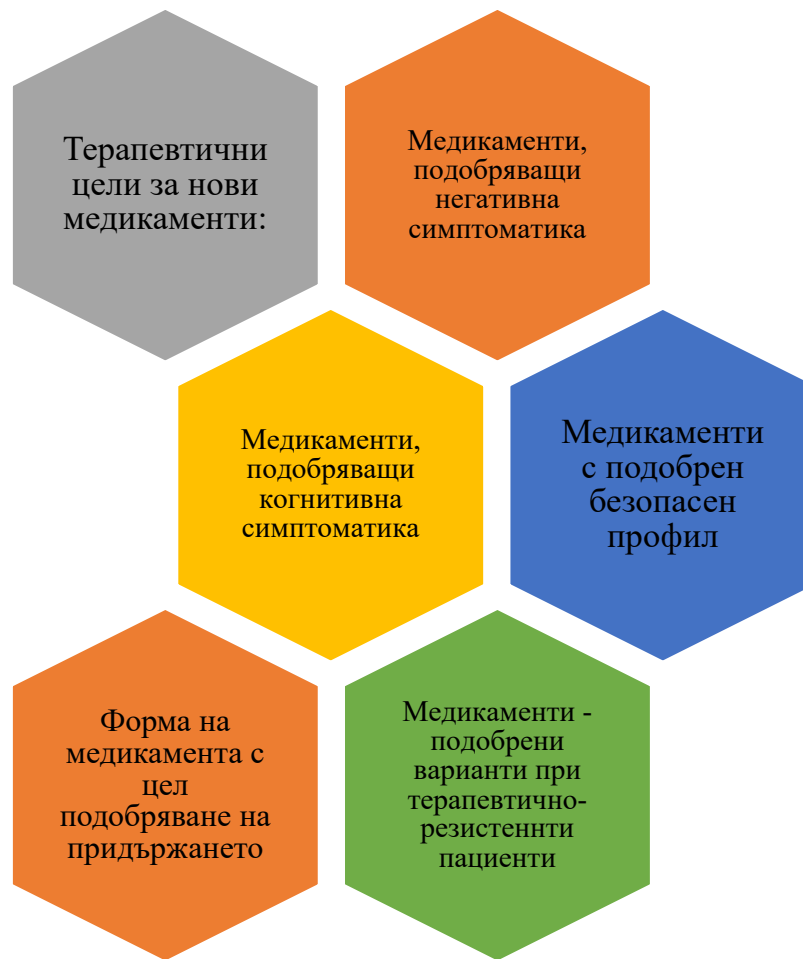 Терапевтични
цели за нови
медикаменти:
Медикаменти,
подобряващи
негативна
симптоматика
Медикаменти,
подобряващи
когнитивна
симптоматика
Медикаменти
с подобрен
безопасен
профил
Форма на
медикамента с
цел
подобряване на
придържането
Медикаменти -
подобрени
варианти при
терапевтично-
резистеннти
пациенти